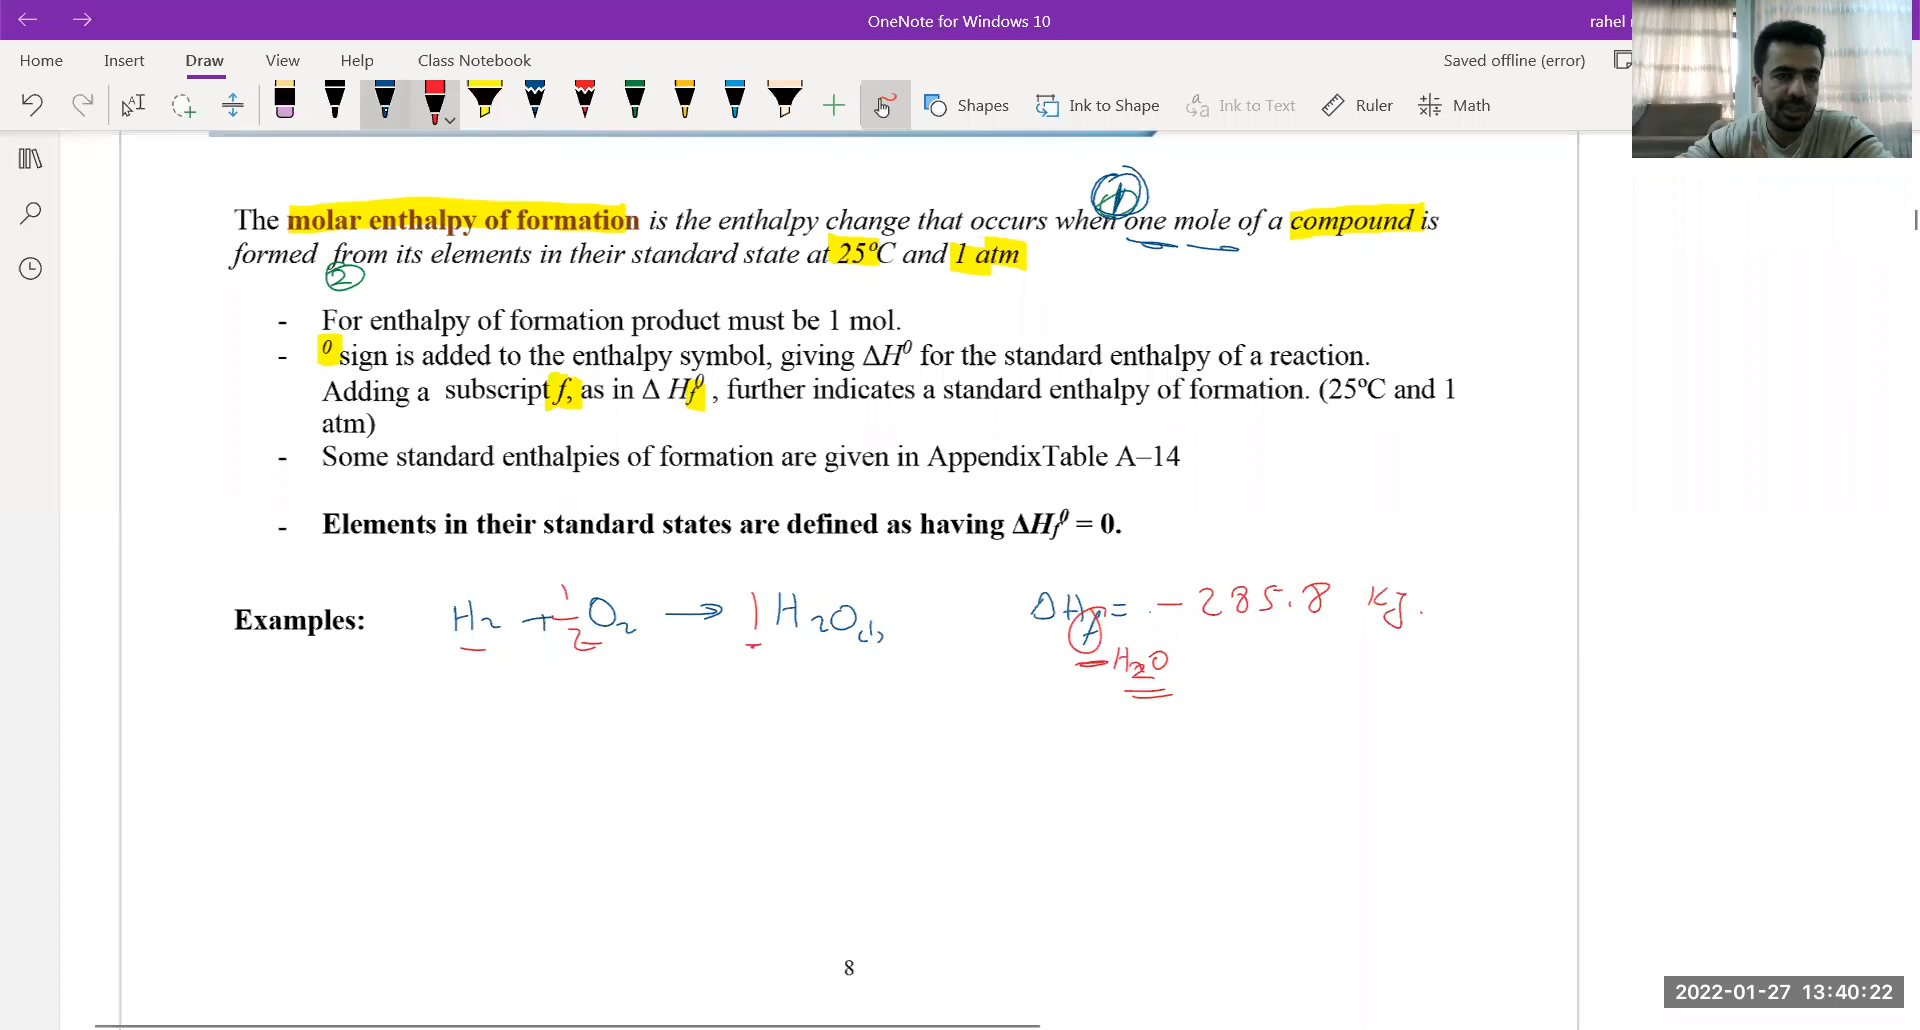 OneNote for Windows 10
rahel
Home Insert Draw View Help Class Notebook
Saved offline (error)
Shapes Ink to Shape Ink to Text Ruler Math
1
The molar enthalpy of formation is the enthalpy change that occurs when one mole of a compound is
formed from its elements in their standard state at 25ºC and 1 atm
2
- For enthalpy of formation product must be 1 mol.
- 0 sign is added to the enthalpy symbol, giving ΔH⁰ for the standard enthalpy of a reaction.
Adding a subscript f, as in Δ Hf⁰ , further indicates a standard enthalpy of formation. (25ºC and 1
atm)
- Some standard enthalpies of formation are given in AppendixTable A–14
- Elements in their standard states are defined as having ΔHf⁰ = 0.
Examples: H2 + 1/2 O2 → 1 H2O(l) ΔHf = - 285.8 KJ.
H2O
8
2022-01-27 13:40:22